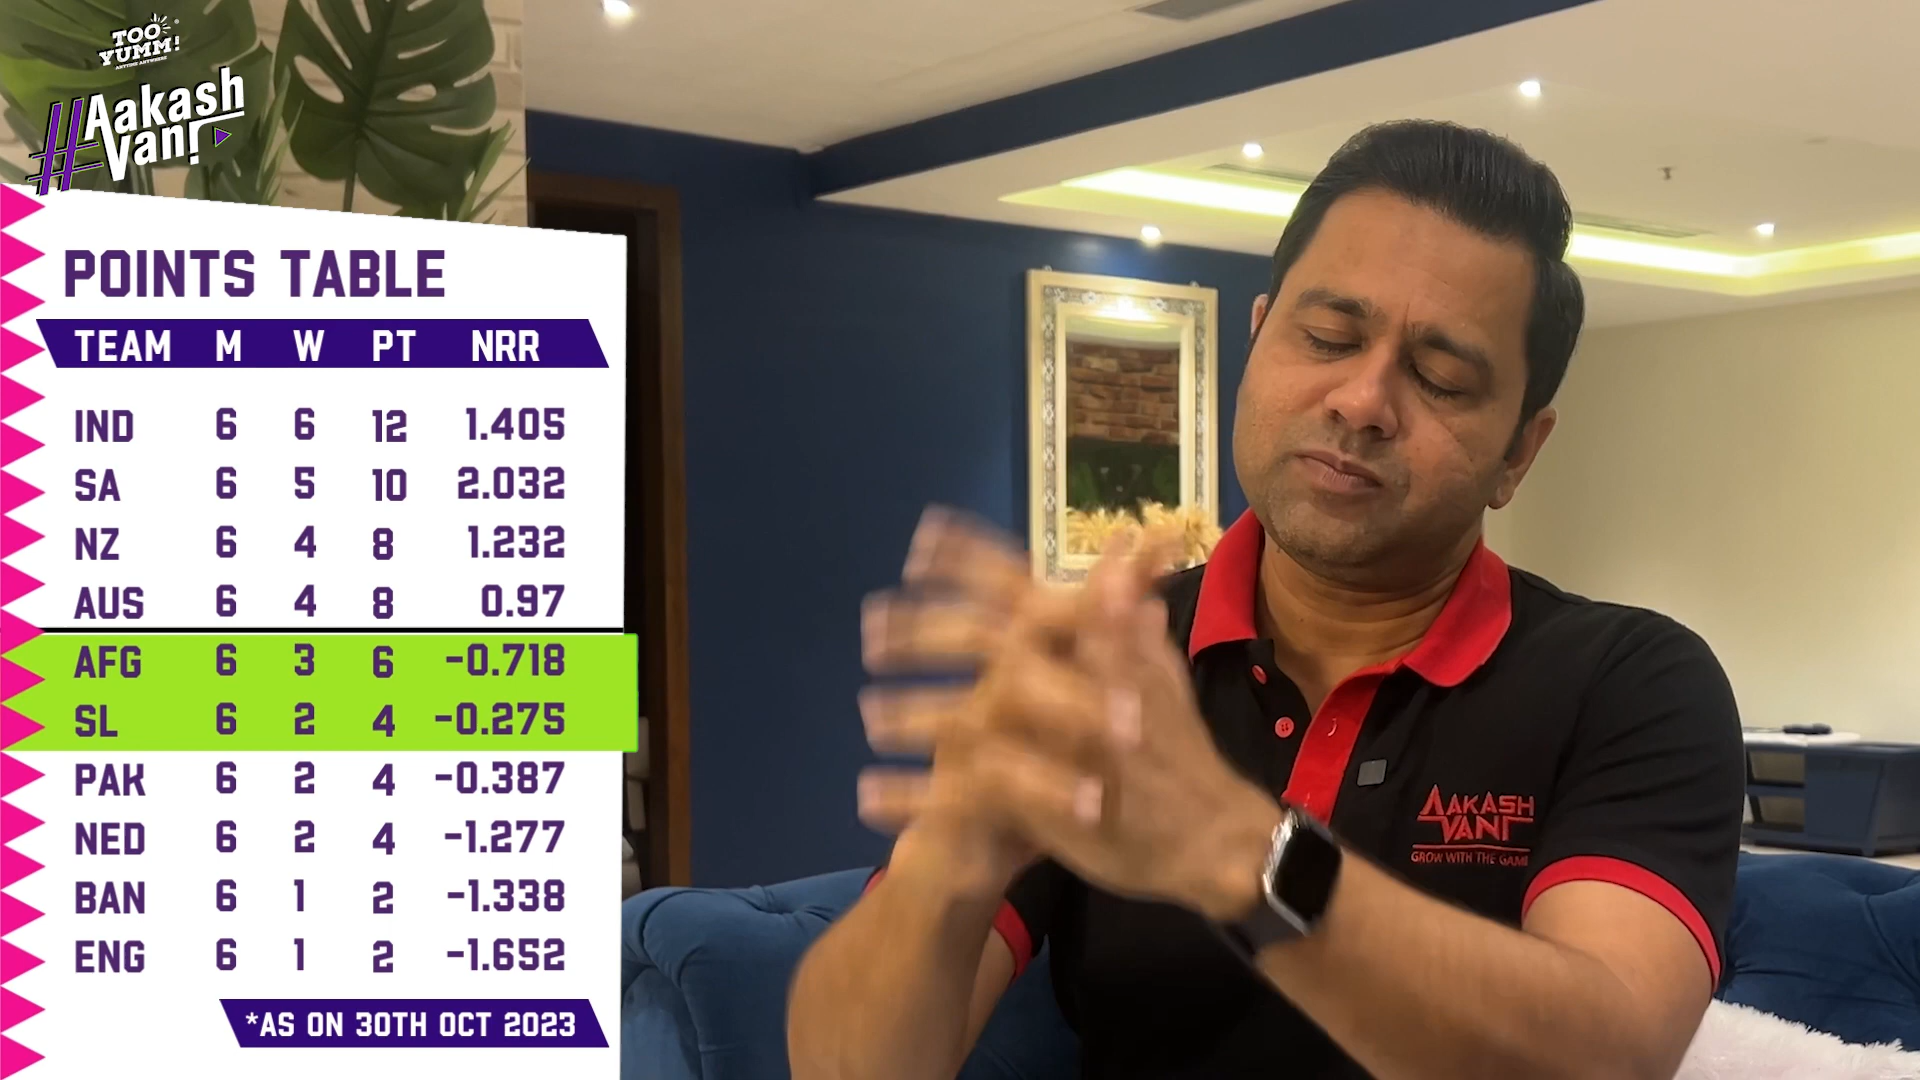 TOO
YUMM!
ANYTIME ANYWHERE
#Aakash
Vani
POINTS TABLE
TEAM M W PT NRR
IND 6 6 12 1.405
SA 6 5 10 2.032
NZ 6 4 8 1.232
AUS 6 4 8 0.97
AFG 6 3 6 -0.718
SL 6 2 4 -0.275
PAK 6 2 4 -0.387
NED 6 2 4 -1.277
BAN 6 1 2 -1.338
ENG 6 1 2 -1.652
*AS ON 30TH OCT 2023
AAKASH
VANI
GROW WITH THE GAME